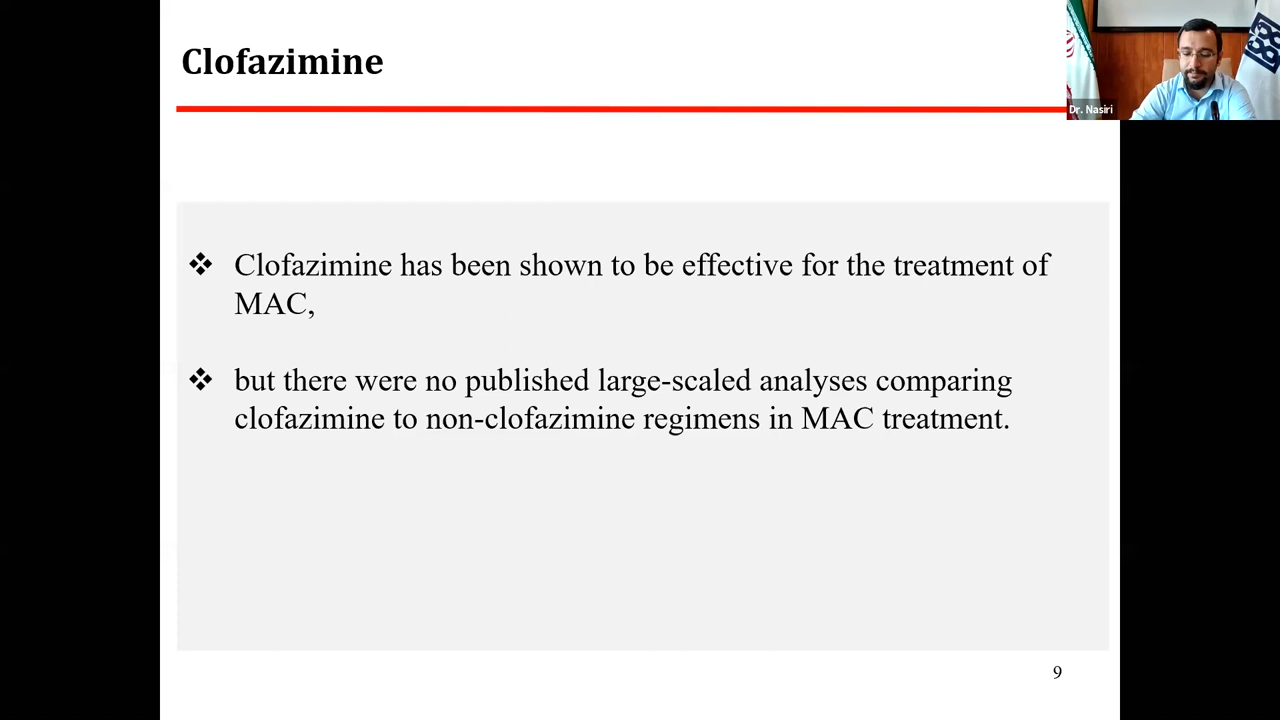 Clofazimine
Dr. Nasiri
❖ Clofazimine has been shown to be effective for the treatment of
MAC,
❖ but there were no published large-scaled analyses comparing
clofazimine to non-clofazimine regimens in MAC treatment.
9